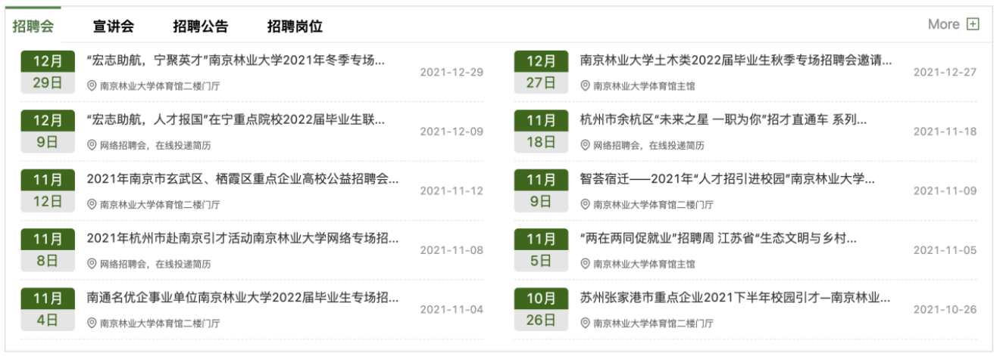 招聘会 宣讲会 招聘公告 招聘岗位 More
12月 “宏志助航，宁聚英才”南京林业大学2021年冬季专场...
29日 南京林业大学体育馆二楼门厅 2021-12-29
12月 南京林业大学土木类2022届毕业生秋季专场招聘会邀请...
27日 南京林业大学体育馆主馆 2021-12-27
12月 “宏志助航，人才报国”在宁重点院校2022届毕业生联...
9日 网络招聘会，在线投递简历 2021-12-09
11月 杭州市余杭区“未来之星 一职为你”招才直通车 系列...
18日 网络招聘会，在线投递简历 2021-11-18
11月 2021年南京市玄武区、栖霞区重点企业高校公益招聘会...
12日 南京林业大学体育馆二楼门厅 2021-11-12
11月 智荟宿迁——2021年“人才招引进校园”南京林业大学...
9日 南京林业大学体育馆二楼门厅 2021-11-09
11月 2021年杭州市赴南京引才活动南京林业大学网络专场招...
8日 网络招聘会，在线投递简历 2021-11-08
11月 “两在两同促就业”招聘周 江苏省“生态文明与乡村...
5日 南京林业大学体育馆主馆 2021-11-05
11月 南通名优企事业单位南京林业大学2022届毕业生专场招...
4日 南京林业大学体育馆二楼门厅 2021-11-04
10月 苏州张家港市重点企业2021下半年校园引才—南京林业...
26日 南京林业大学体育馆二楼门厅 2021-10-26